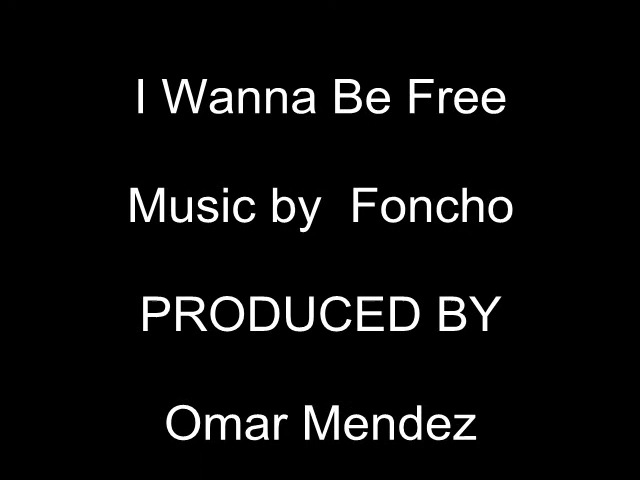 I Wanna Be Free
Music by  Foncho
PRODUCED BY
Omar Mendez